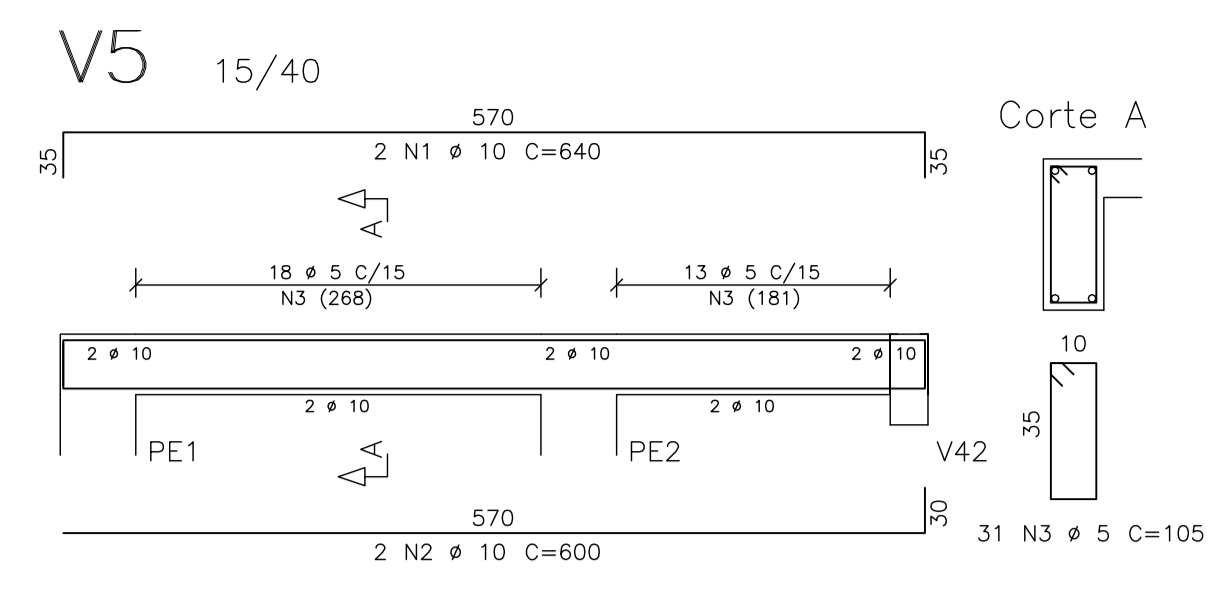 V5 15/40
570
35 2 N1 ø 10 C=640 35
Corte A
A
18 ø 5 C/15
N3 (268)
13 ø 5 C/15
N3 (181)
2 ø 10 2 ø 10 2 ø 10
2 ø 10 2 ø 10
PE1 A PE2 V42
570
30
2 N2 ø 10 C=600
10
35
31 N3 ø 5 C=105